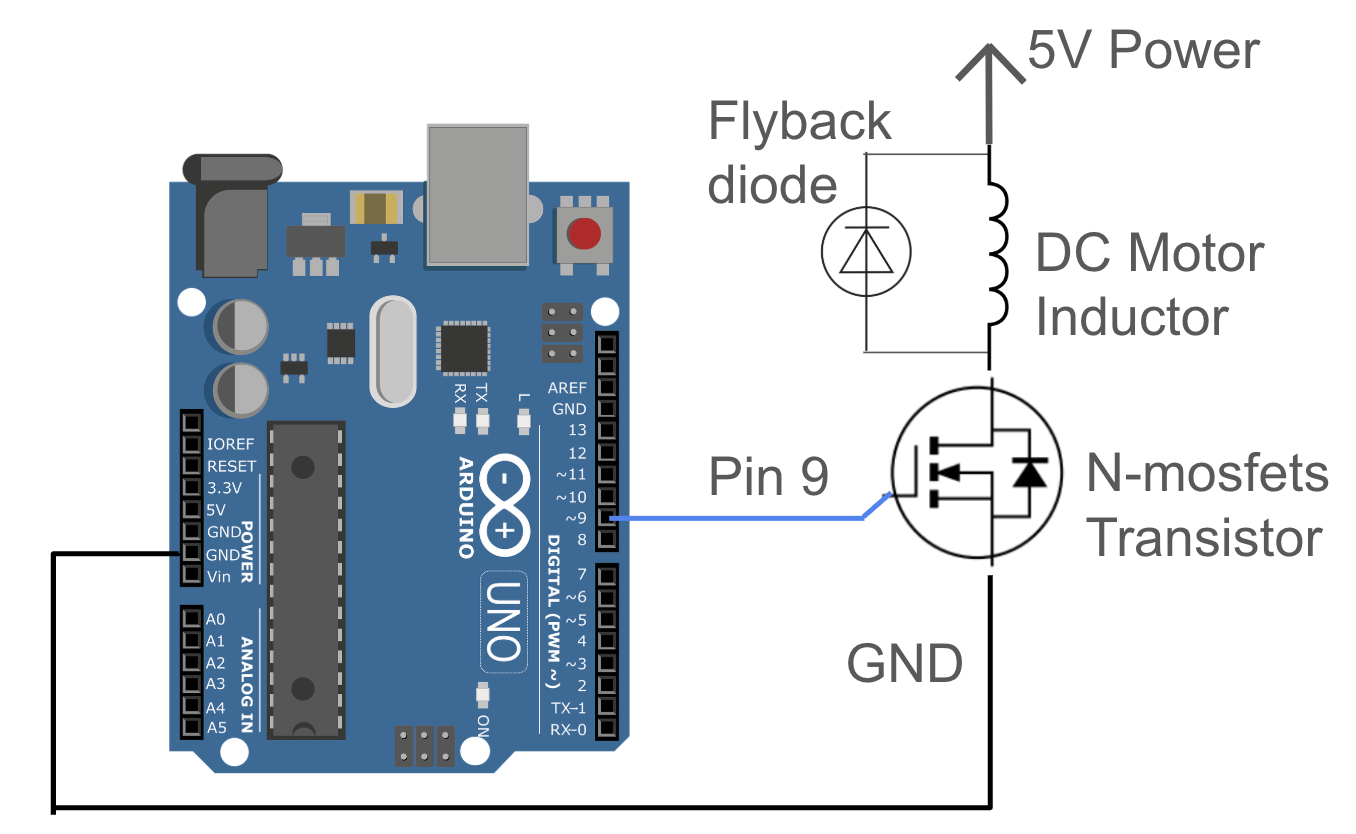 5V Power
Flyback
diode
DC Motor
Inductor
Pin 9
N-mosfets
Transistor
GND
AREF
GND
13
12
~11
~10
~9
8
7
~6
~5
4
~3
2
TX→1
RX←0
DIGITAL (PWM ~)
RX
TX
L
ARDUINO
UNO
ON
IOREF
RESET
3.3V
5V
GND
GND
Vin
POWER
A0
A1
A2
A3
A4
A5
ANALOG IN